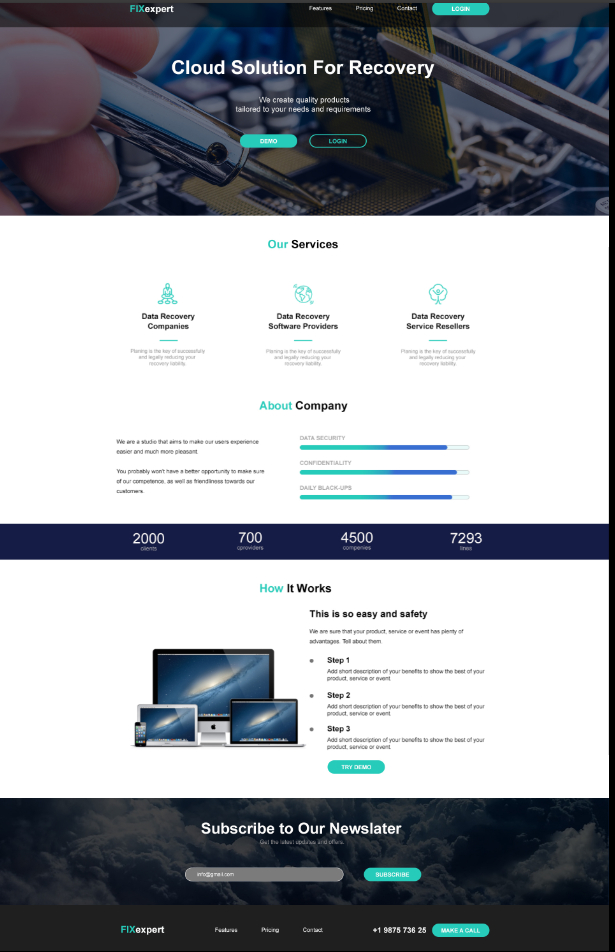 FIXexpert
Features Pricing Contact LOGIN
Cloud Solution For Recovery
We create quality products
tailored to your needs and requirements
DEMO LOGIN
Our Services
Data Recovery
Companies
Planing is the key of successfully
and legally reducing your
recovery liability.
Data Recovery
Software Providers
Planing is the key of successfully
and legally reducing your
recovery liability.
Data Recovery
Service Resellers
Planing is the key of successfully
and legally reducing your
recovery liability.
About Company
We are a studio that aims to make our users experience
easier and much more pleasant.
You probably won't have a better opportunity to make sure
of our competence, as well as friendliness towards our
customers.
DATA SECURITY
CONFIDENTIALITY
DAILY BLACK-UPS
2000
clients
700
cproviders
4500
companies
7293
lines
How It Works
This is so easy and safety
We are sure that your product, service or event has plenty of
advantages. Tell about them.
Step 1
Add short description of your benefits to show the best of your
product, service or event.
Step 2
Add short description of your benefits to show the best of your
product, service or event.
Step 3
Add short description of your benefits to show the best of your
product, service or event.
TRY DEMO
Subscribe to Our Newslater
Get the latest updates and offers.
info@gmail.com SUBSCRIBE
FIXexpert Features Pricing Contact +1 9875 736 25 MAKE A CALL